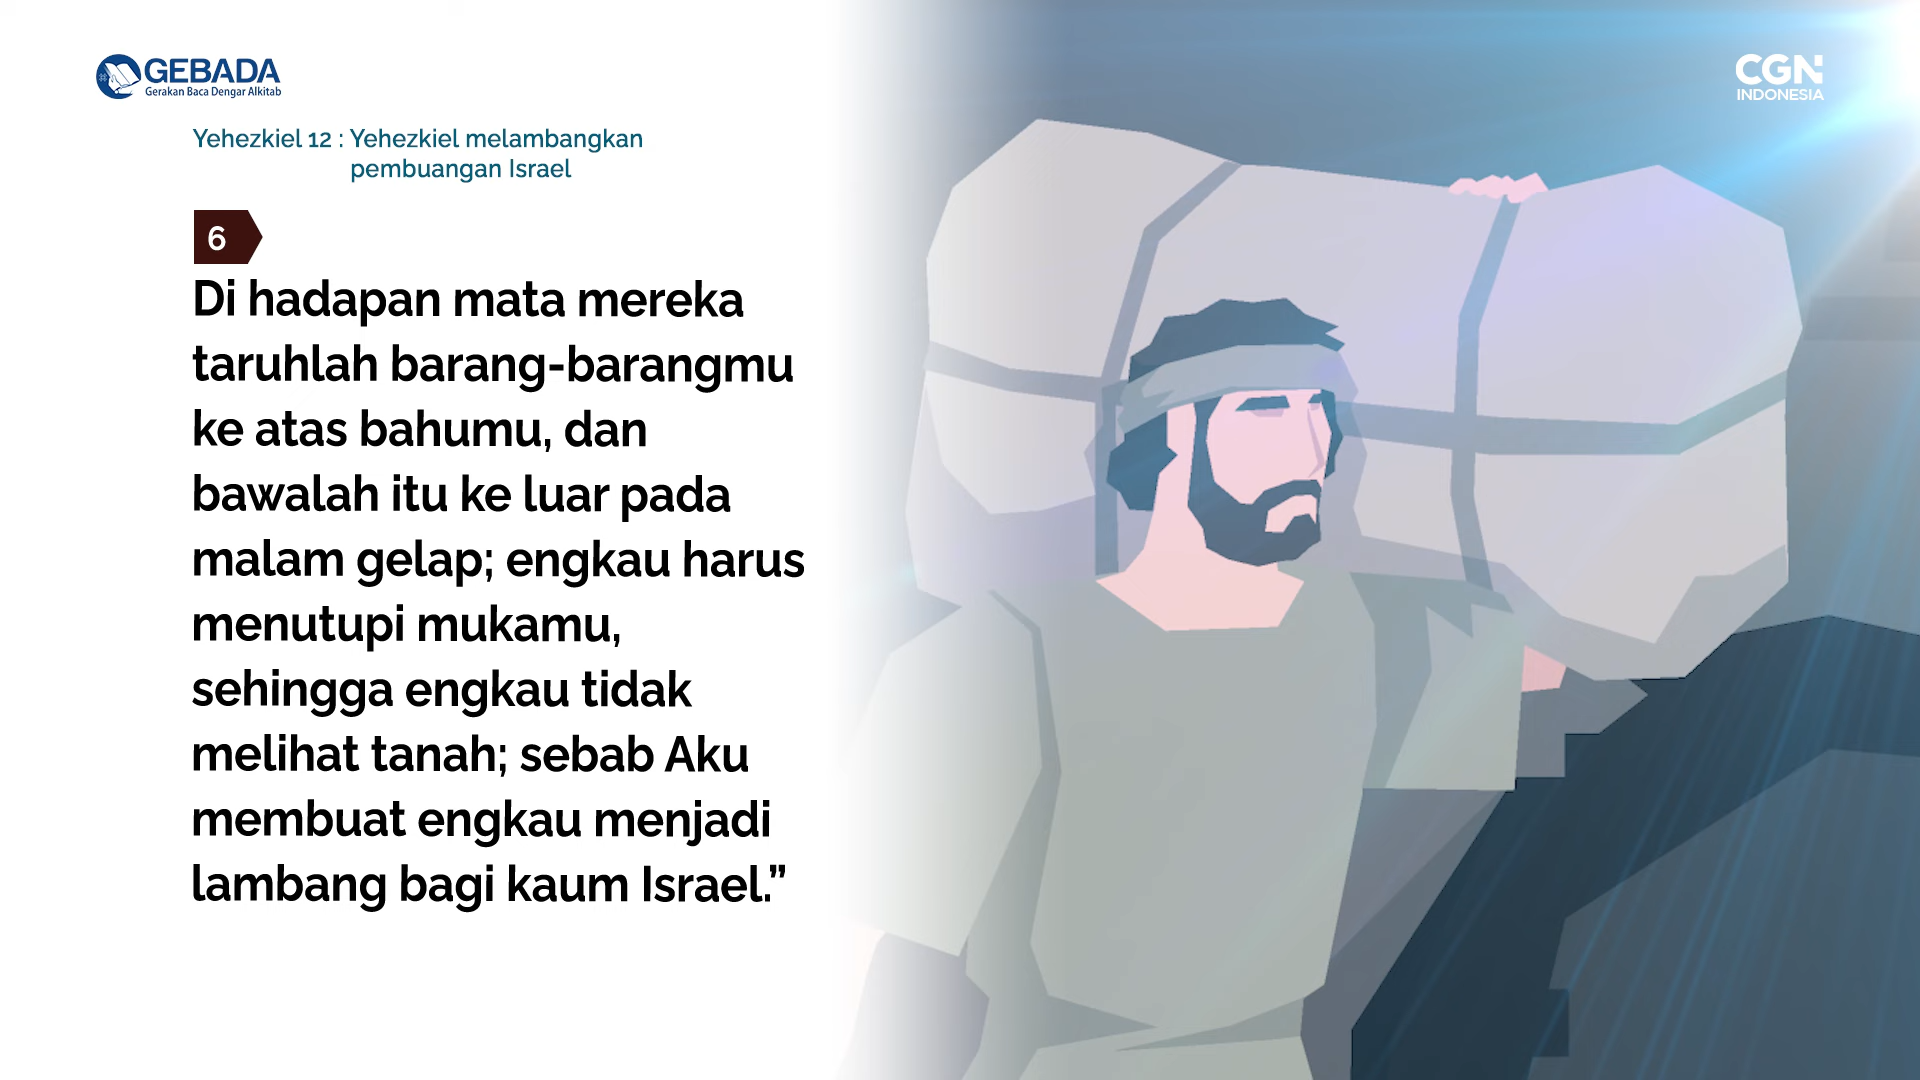 GEBADA
Gerakan Baca Dengar Alkitab
CGN
INDONESIA
Yehezkiel 12 : Yehezkiel melambangkan
pembuangan Israel
6
Di hadapan mata mereka
taruhlah barang-barangmu
ke atas bahumu, dan
bawalah itu ke luar pada
malam gelap; engkau harus
menutupi mukamu,
sehingga engkau tidak
melihat tanah; sebab Aku
membuat engkau menjadi
lambang bagi kaum Israel.”